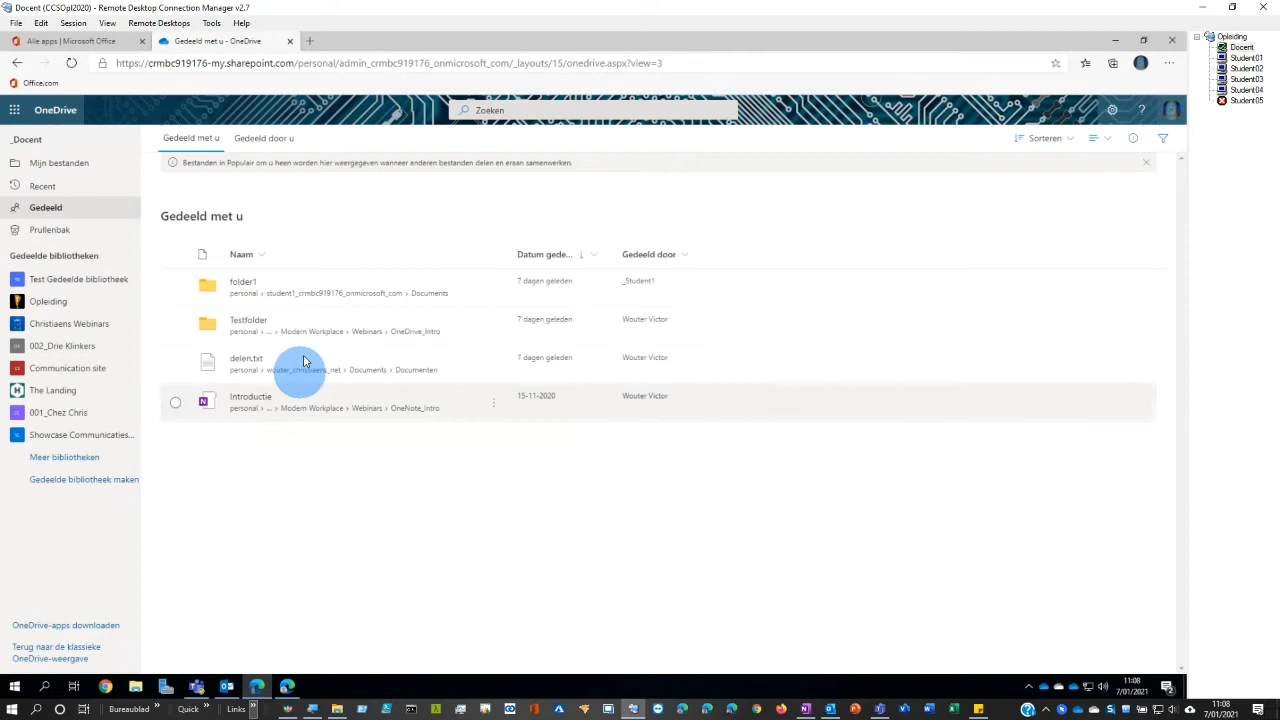 Docent (CCSOpl2020) - Remote Desktop Connection Manager v2.7
File Edit Session View Remote Desktops Tools Help
Alle apps | Microsoft Office
Gedeeld met u - OneDrive
https://crmbc919176-my.sharepoint.com/personal/admin_crmbc919176_onmicrosoft_com/_layouts/15/onedrive.aspx?view=3
Office.com
OneDrive
Zoeken
_Docent
Mijn bestanden
Recent
Gedeeld
Prullenbak
Gedeelde bibliotheken
Test Gedeelde bibliotheek
Opleiding
Christiaens Webinars
002_Drie Klinkers
Communication site
The Landing
001_Chez Chris
Showcase Communicaties...
Meer bibliotheken
Gedeelde bibliotheek maken
OneDrive-apps downloaden
Terug naar de klassieke
OneDrive-weergave
Gedeeld met u Gedeeld door u
Sorteren
Bestanden in Populair om u heen worden hier weergegeven wanneer anderen bestanden delen en eraan samenwerken.
Gedeeld met u
Naam Datum gede... Gedeeld door
folder1 7 dagen geleden _Student1
personal › student1_crmbc919176_onmicrosoft_com › Documents
Testfolder 7 dagen geleden Wouter Victor
personal › ... › Modern Workplace › Webinars › OneDrive_Intro
delen.txt 7 dagen geleden Wouter Victor
personal › wouter_christiaens_net › Documents › Documenten
Introductie 15-11-2020 Wouter Victor
personal › ... › Modern Workplace › Webinars › OneNote_Intro
Opleiding
Docent
Student01
Student02
Student03
Student04
Student05
11:08
7/01/2021
2
Bureaublad » Quick » Links »
11:08
7/01/2021